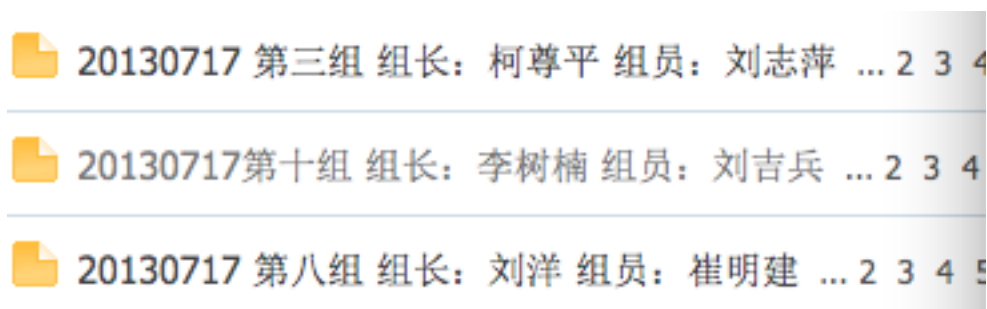 20130717 第三组 组长：柯尊平 组员：刘志萍 ... 2 3 4
20130717第十组 组长：李树楠 组员：刘吉兵 ... 2 3 4
20130717 第八组 组长：刘洋 组员：崔明建 ... 2 3 4 5